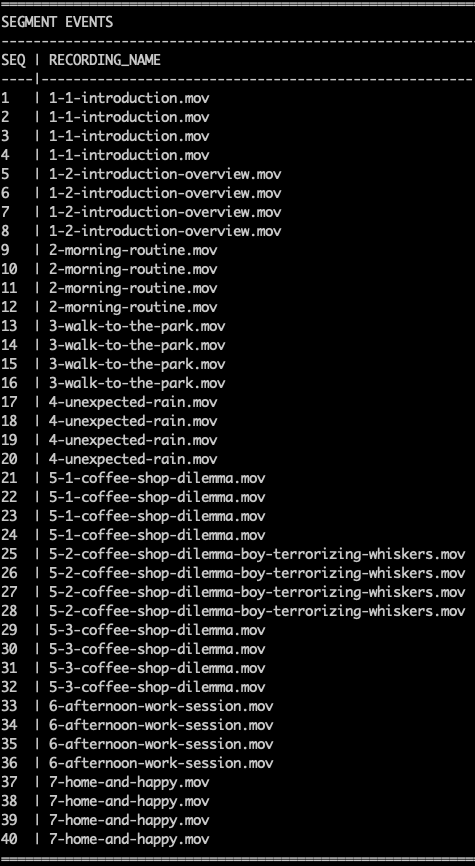 SEGMENT EVENTS
SEQ | RECORDING_NAME
1 | 1-1-introduction.mov
2 | 1-1-introduction.mov
3 | 1-1-introduction.mov
4 | 1-1-introduction.mov
5 | 1-2-introduction-overview.mov
6 | 1-2-introduction-overview.mov
7 | 1-2-introduction-overview.mov
8 | 1-2-introduction-overview.mov
9 | 2-morning-routine.mov
10 | 2-morning-routine.mov
11 | 2-morning-routine.mov
12 | 2-morning-routine.mov
13 | 3-walk-to-the-park.mov
14 | 3-walk-to-the-park.mov
15 | 3-walk-to-the-park.mov
16 | 3-walk-to-the-park.mov
17 | 4-unexpected-rain.mov
18 | 4-unexpected-rain.mov
19 | 4-unexpected-rain.mov
20 | 4-unexpected-rain.mov
21 | 5-1-coffee-shop-dilemma.mov
22 | 5-1-coffee-shop-dilemma.mov
23 | 5-1-coffee-shop-dilemma.mov
24 | 5-1-coffee-shop-dilemma.mov
25 | 5-2-coffee-shop-dilemma-boy-terrorizing-whiskers.mov
26 | 5-2-coffee-shop-dilemma-boy-terrorizing-whiskers.mov
27 | 5-2-coffee-shop-dilemma-boy-terrorizing-whiskers.mov
28 | 5-2-coffee-shop-dilemma-boy-terrorizing-whiskers.mov
29 | 5-3-coffee-shop-dilemma.mov
30 | 5-3-coffee-shop-dilemma.mov
31 | 5-3-coffee-shop-dilemma.mov
32 | 5-3-coffee-shop-dilemma.mov
33 | 6-afternoon-work-session.mov
34 | 6-afternoon-work-session.mov
35 | 6-afternoon-work-session.mov
36 | 6-afternoon-work-session.mov
37 | 7-home-and-happy.mov
38 | 7-home-and-happy.mov
39 | 7-home-and-happy.mov
40 | 7-home-and-happy.mov